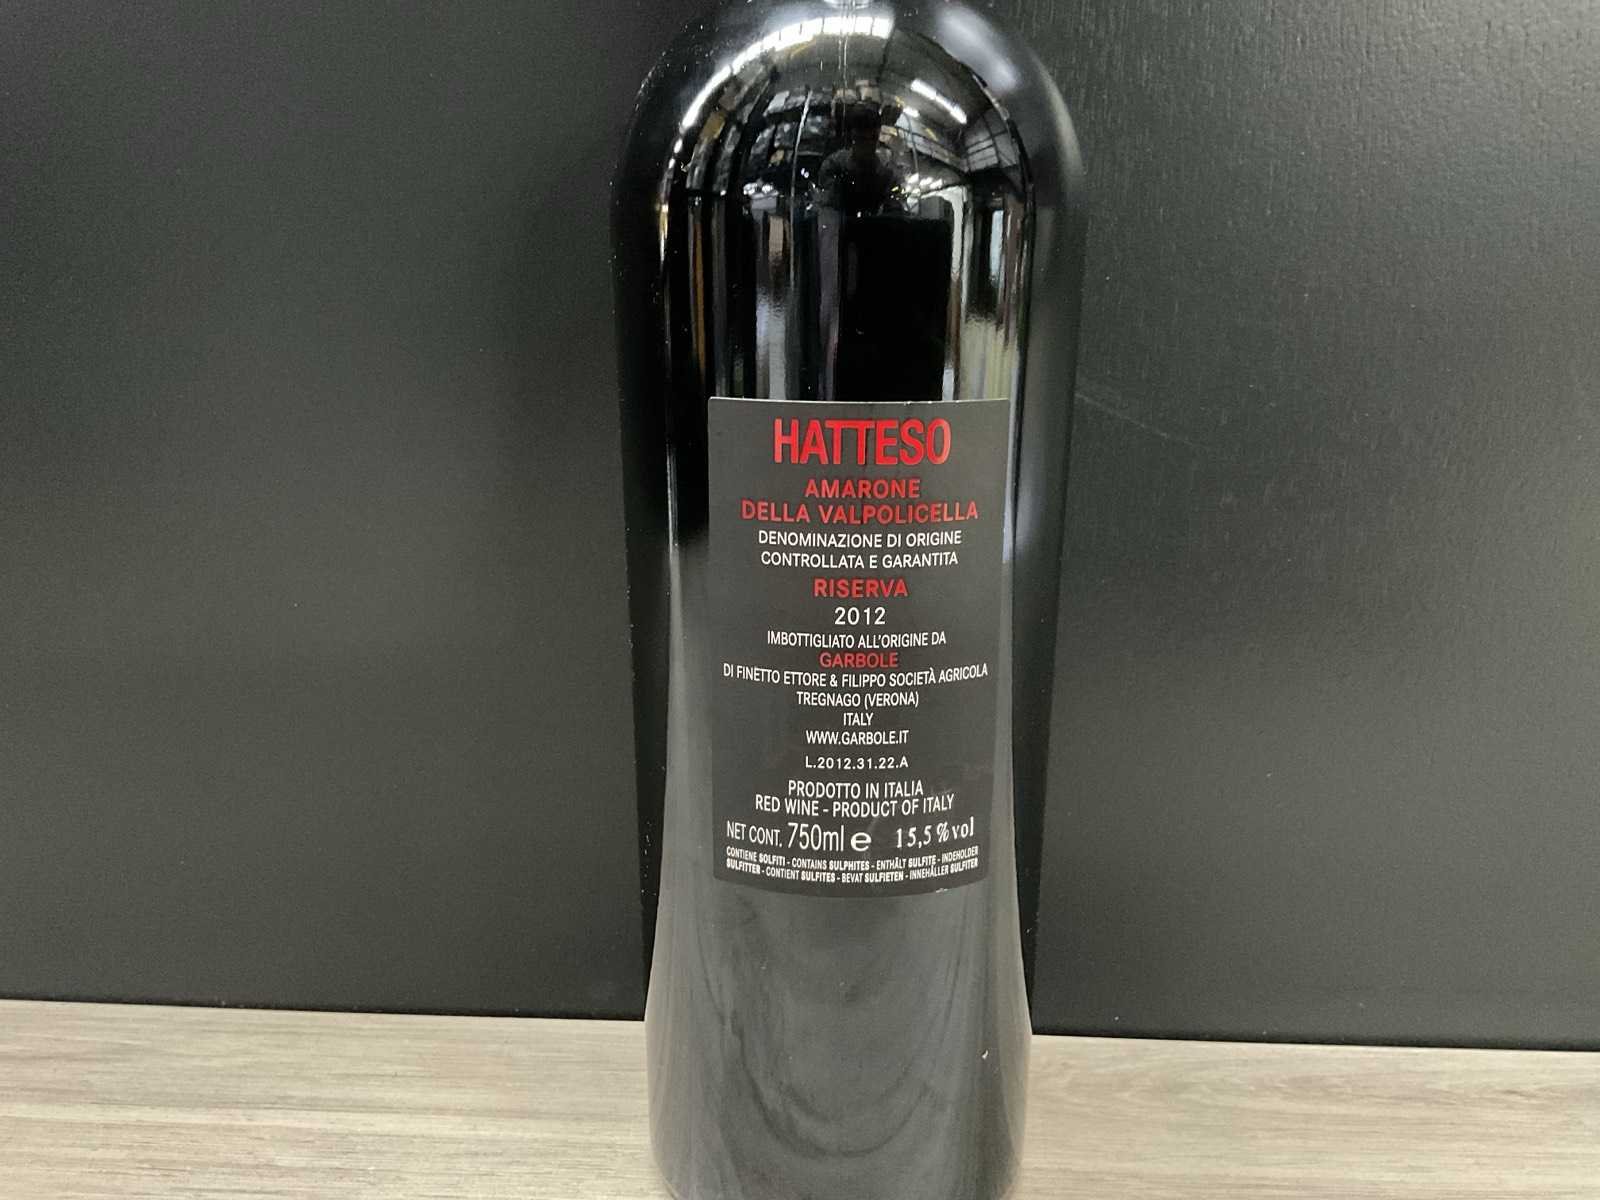 HATTESO
AMARONE
DELLA VALPOLICELLA
DENOMINAZIONE DI ORIGINE
CONTROLLATA E GARANTITA
RISERVA
2012
IMBOTTIGLIATO ALL'ORIGINE DA
GARBOLE
DI FINETTO ETTORE & FILIPPO SOCIETÀ AGRICOLA
TREGNAGO (VERONA)
ITALY
WWW.GARBOLE.IT
L.2012.31.22.A
PRODOTTO IN ITALIA
RED WINE - PRODUCT OF ITALY
NET CONT. 750ml e 15,5% vol
CONTIENE SOLFITI - CONTAINS SULPHITES - ENTHÄLT SULFITE - INDEHOLDER
SULFITTER - CONTIENT SULFITES - BEVAT SULFIETEN - INNEHÅLLER SULFITER